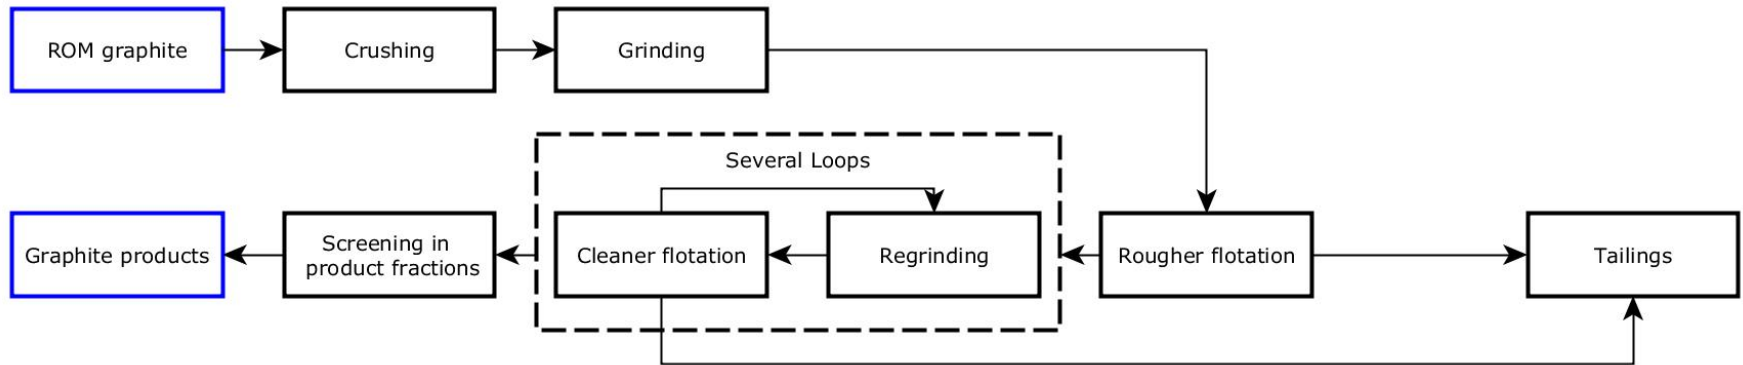 ROM graphite
Crushing
Grinding
Several Loops
Graphite products
Screening in
product fractions
Cleaner flotation
Regrinding
Rougher flotation
Tailings